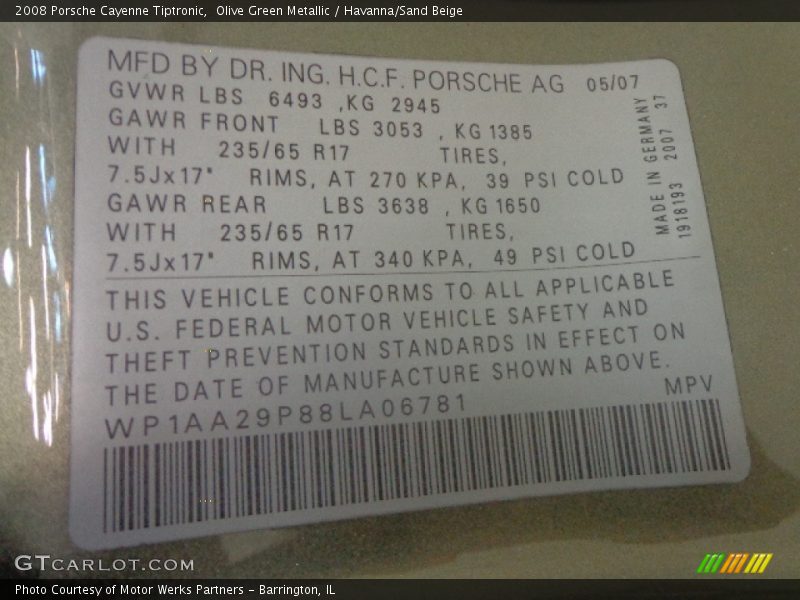 2008 Porsche Cayenne Tiptronic,  Olive Green Metallic / Havanna/Sand Beige
MFD BY DR. ING. H.C.F. PORSCHE AG 05/07
GVWR LBS 6493 ,KG 2945
GAWR FRONT LBS 3053 , KG 1385
WITH 235/65 R17 TIRES,
7.5Jx17" RIMS, AT 270 KPA, 39 PSI COLD
GAWR REAR LBS 3638 , KG 1650
WITH 235/65 R17 TIRES,
7.5Jx17" RIMS, AT 340 KPA, 49 PSI COLD
MADE IN GERMANY
1918193 2007 37
THIS VEHICLE CONFORMS TO ALL APPLICABLE
U.S. FEDERAL MOTOR VEHICLE SAFETY AND
THEFT PREVENTION STANDARDS IN EFFECT ON
THE DATE OF MANUFACTURE SHOWN ABOVE.
WP1AA29P88LA06781 MPV
GTCARLOT.COM
Photo Courtesy of Motor Werks Partners - Barrington, IL